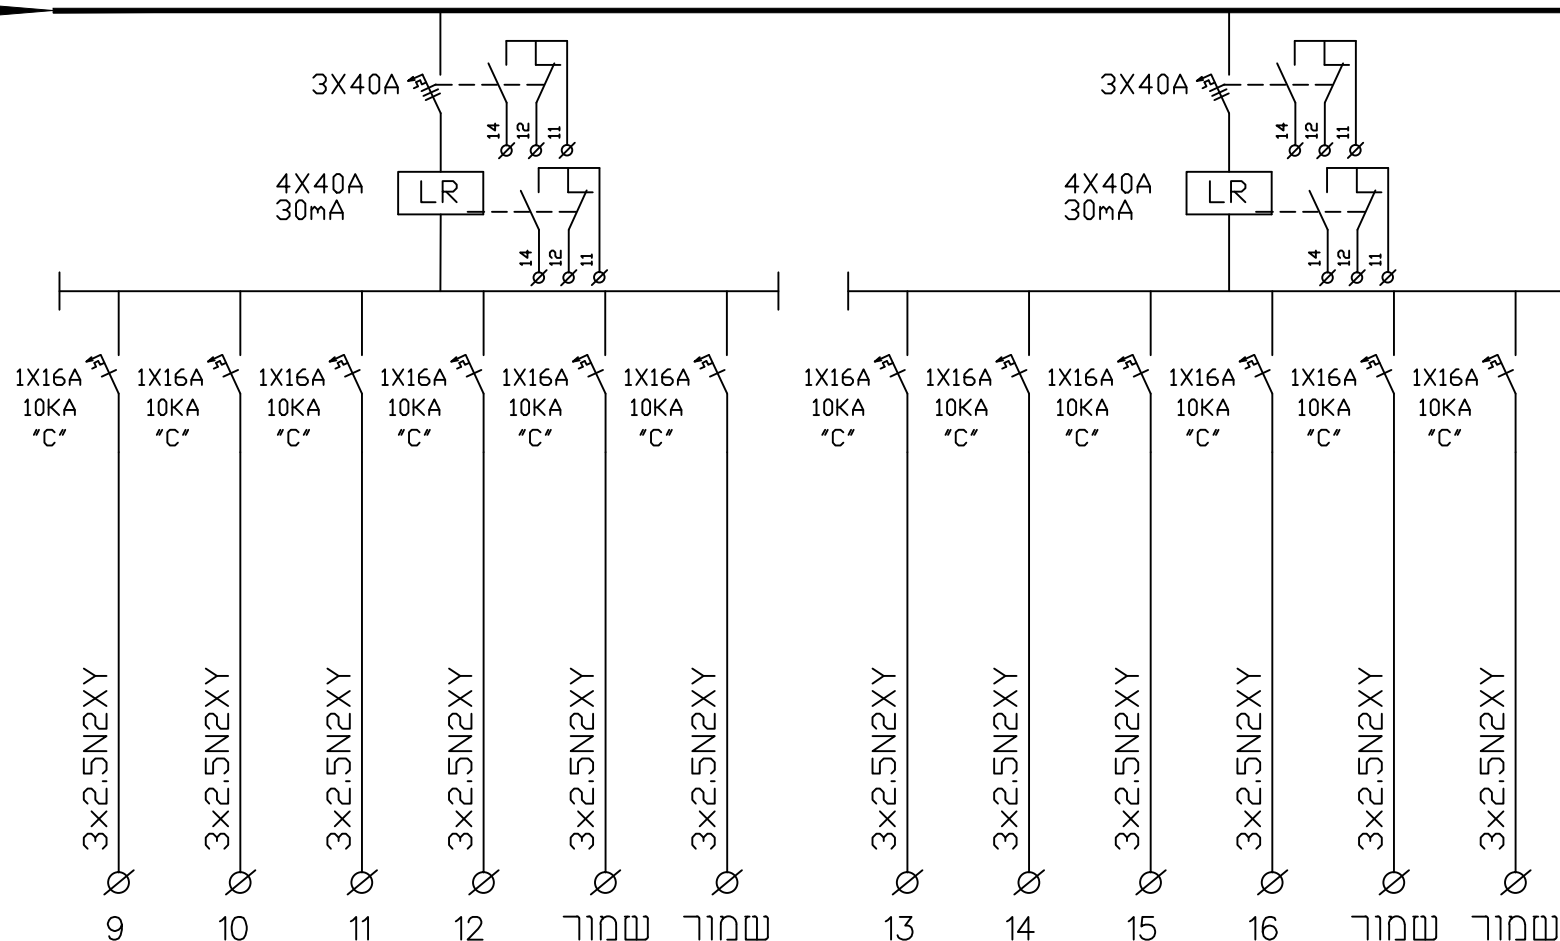 3X40A
14 12 11
4X40A
30mA
LR
14 12 11
3X40A
14 12 11
4X40A
30mA
LR
14 12 11
1X16A 1X16A 1X16A 1X16A 1X16A 1X16A 1X16A 1X16A 1X16A 1X16A 1X16A 1X16A
10KA 10KA 10KA 10KA 10KA 10KA 10KA 10KA 10KA 10KA 10KA 10KA
"C" "C" "C" "C" "C" "C" "C" "C" "C" "C" "C" "C"
3x2.5N2XY
3x2.5N2XY
3x2.5N2XY
3x2.5N2XY
3x2.5N2XY
3x2.5N2XY
3x2.5N2XY
3x2.5N2XY
3x2.5N2XY
3x2.5N2XY
3x2.5N2XY
3x2.5N2XY
9 10 11 12 שמור שמור 13 14 15 16 שמור שמור